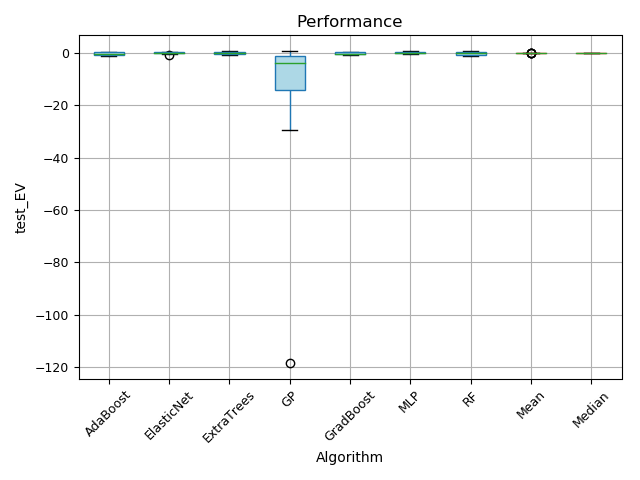 Performance
test_EV
0
−20
−40
−60
−80
−100
−120
AdaBoost
ElasticNet
ExtraTrees
GP
GradBoost
MLP
RF
Mean
Median
Algorithm